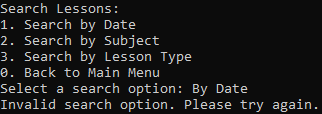 Search Lessons:
1. Search by Date
2. Search by Subject
3. Search by Lesson Type
0. Back to Main Menu
Select a search option: By Date
Invalid search option. Please try again.